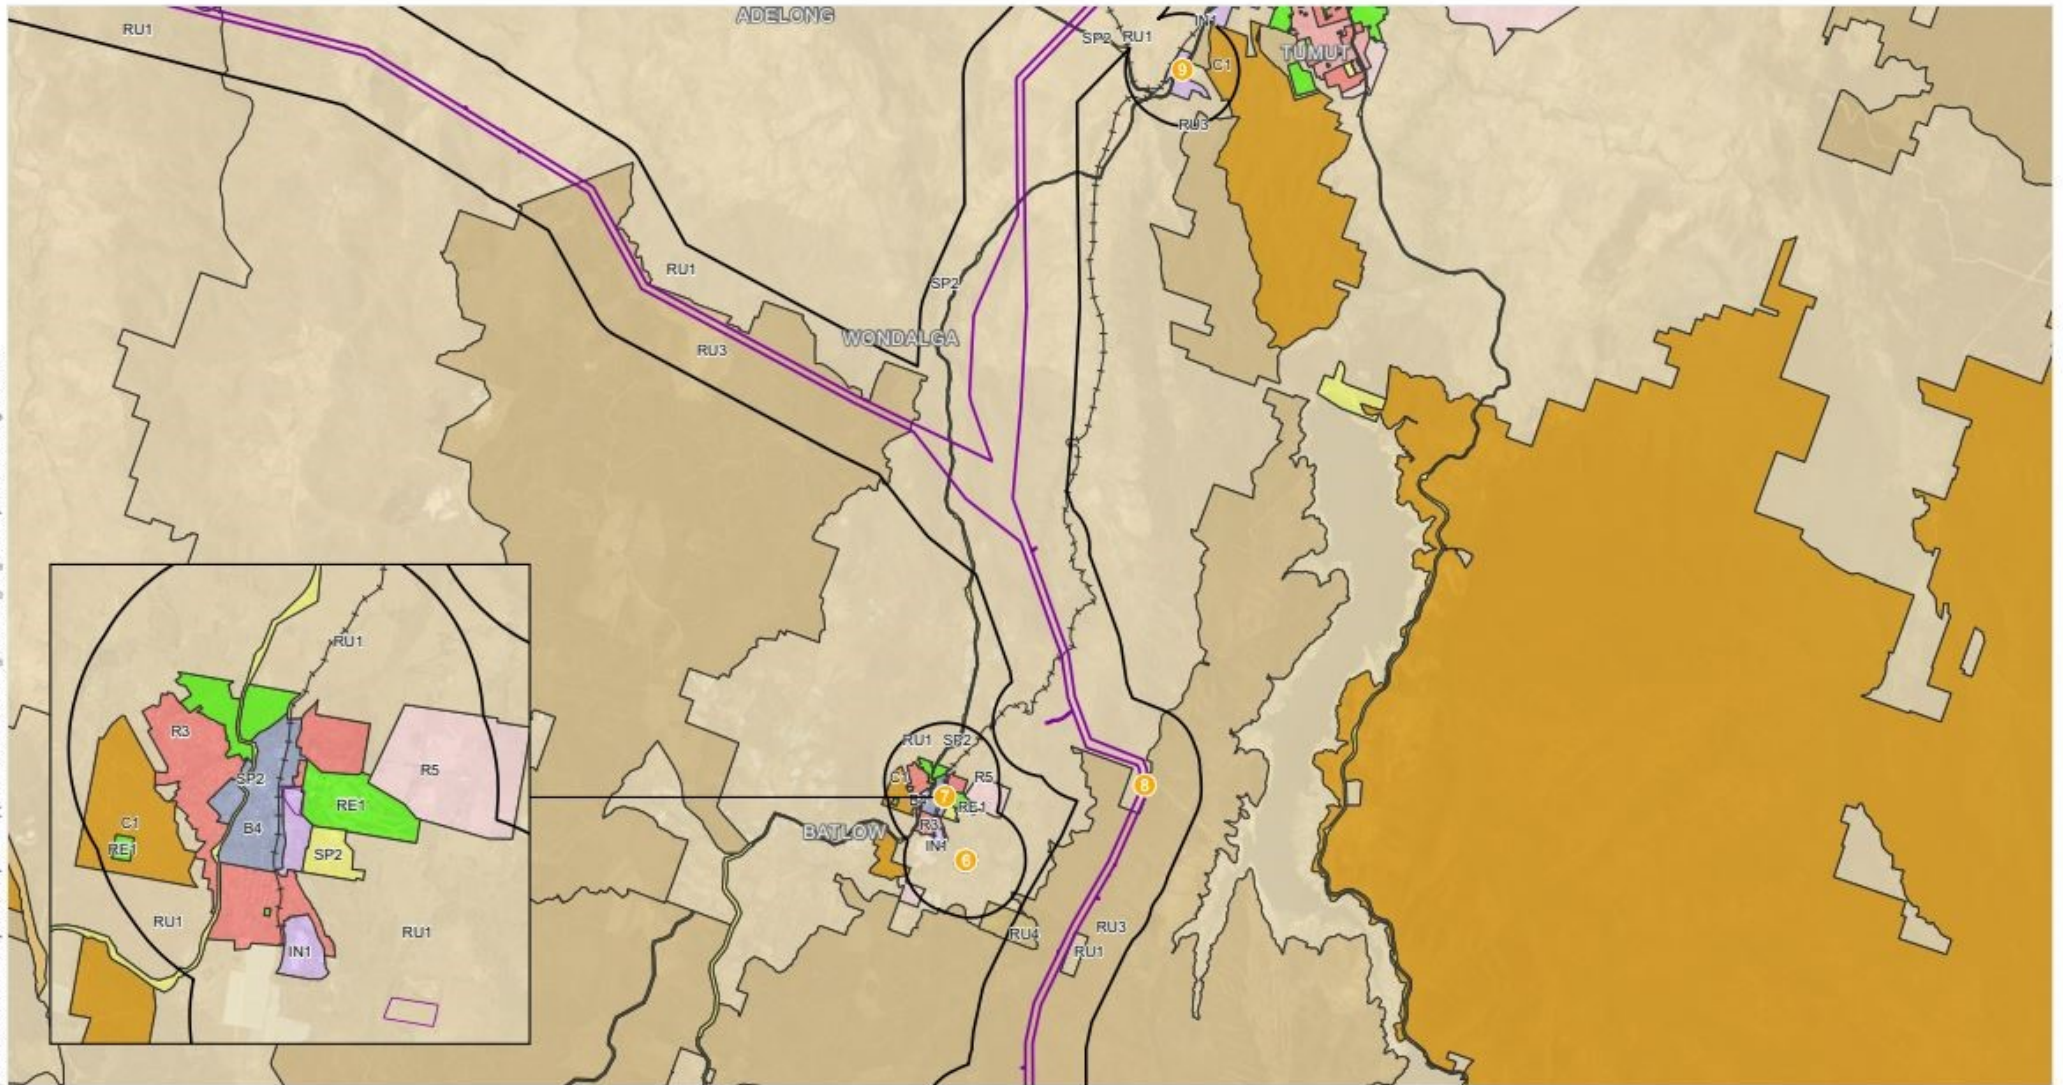 ADELONG
RU1
SP2
RU1
IN1
TUMUT
9
C1
RU3
RU1
SP2
WONDALGA
RU3
RU1
R3
R5
SP2
RE1
B4
C1
RE1
SP2
RU1
RU1
IN1
RU1
SP2
C1
R5
8
7
RE1
R3
BATLOW
IN1
6
RU4
RU3
RU1